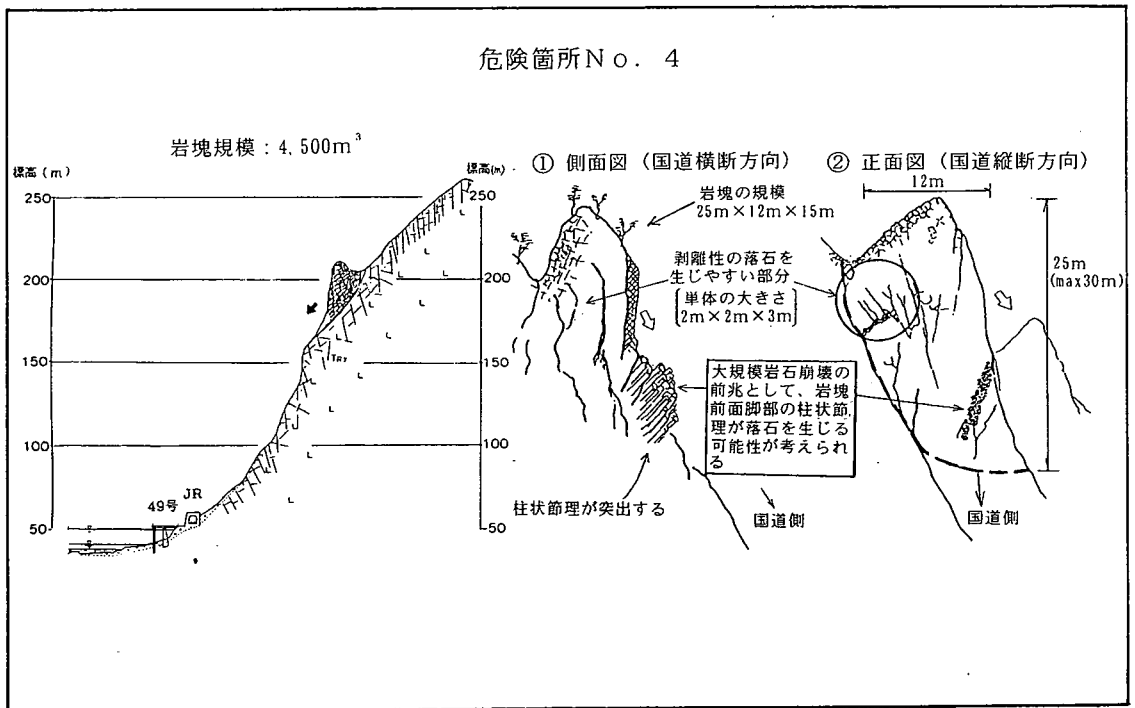 危険箇所No. 4
岩塊規模:4,500m³
標高(m)
標高(m)
250
200
150
100
50
250
200
150
100
50
49号
JR
TRy
L
L
L
L
L
L
L
L
① 側面図(国道横断方向)
岩塊の規模
25m×12m×15m
剥離性の落石を
生じやすい部分
単体の大きさ
2m×2m×3m
大規模岩石崩壊の
前兆として、岩塊
前面脚部の柱状節
理が落石を生じる
可能性が考えられ
る
柱状節理が突出する
国道側
② 正面図(国道縦断方向)
12m
25m
(max30m)
国道側